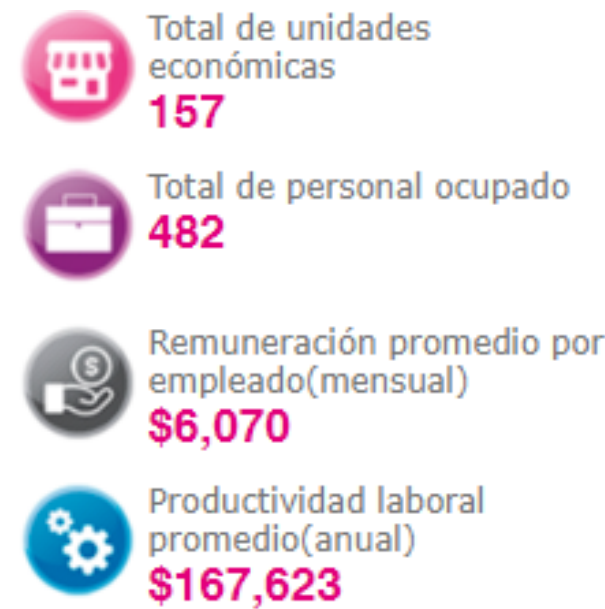 Total de unidades
económicas
157
Total de personal ocupado
482
Remuneración promedio por
empleado(mensual)
$6,070
Productividad laboral
promedio(anual)
$167,623